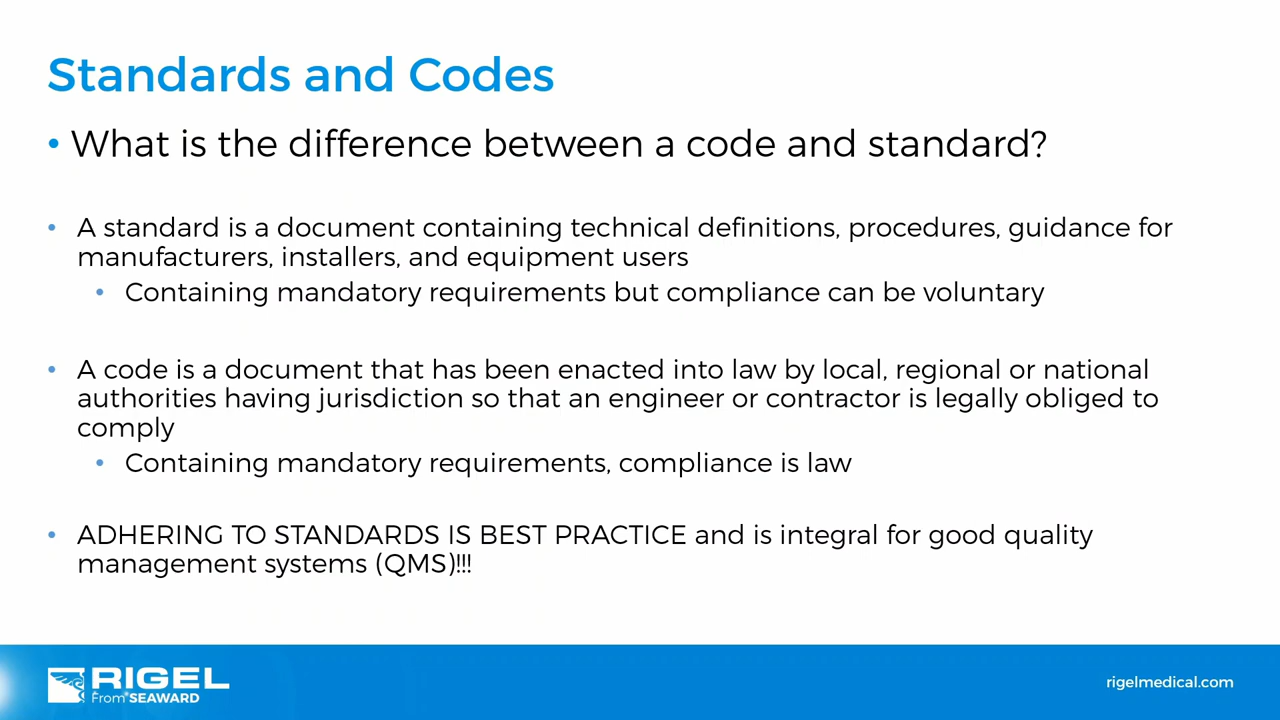 Standards and Codes
• What is the difference between a code and standard?
• A standard is a document containing technical definitions, procedures, guidance for
manufacturers, installers, and equipment users
• Containing mandatory requirements but compliance can be voluntary
• A code is a document that has been enacted into law by local, regional or national
authorities having jurisdiction so that an engineer or contractor is legally obliged to
comply
• Containing mandatory requirements, compliance is law
• ADHERING TO STANDARDS IS BEST PRACTICE and is integral for good quality
management systems (QMS)!!!
RIGEL
From SEAWARD
rigelmedical.com